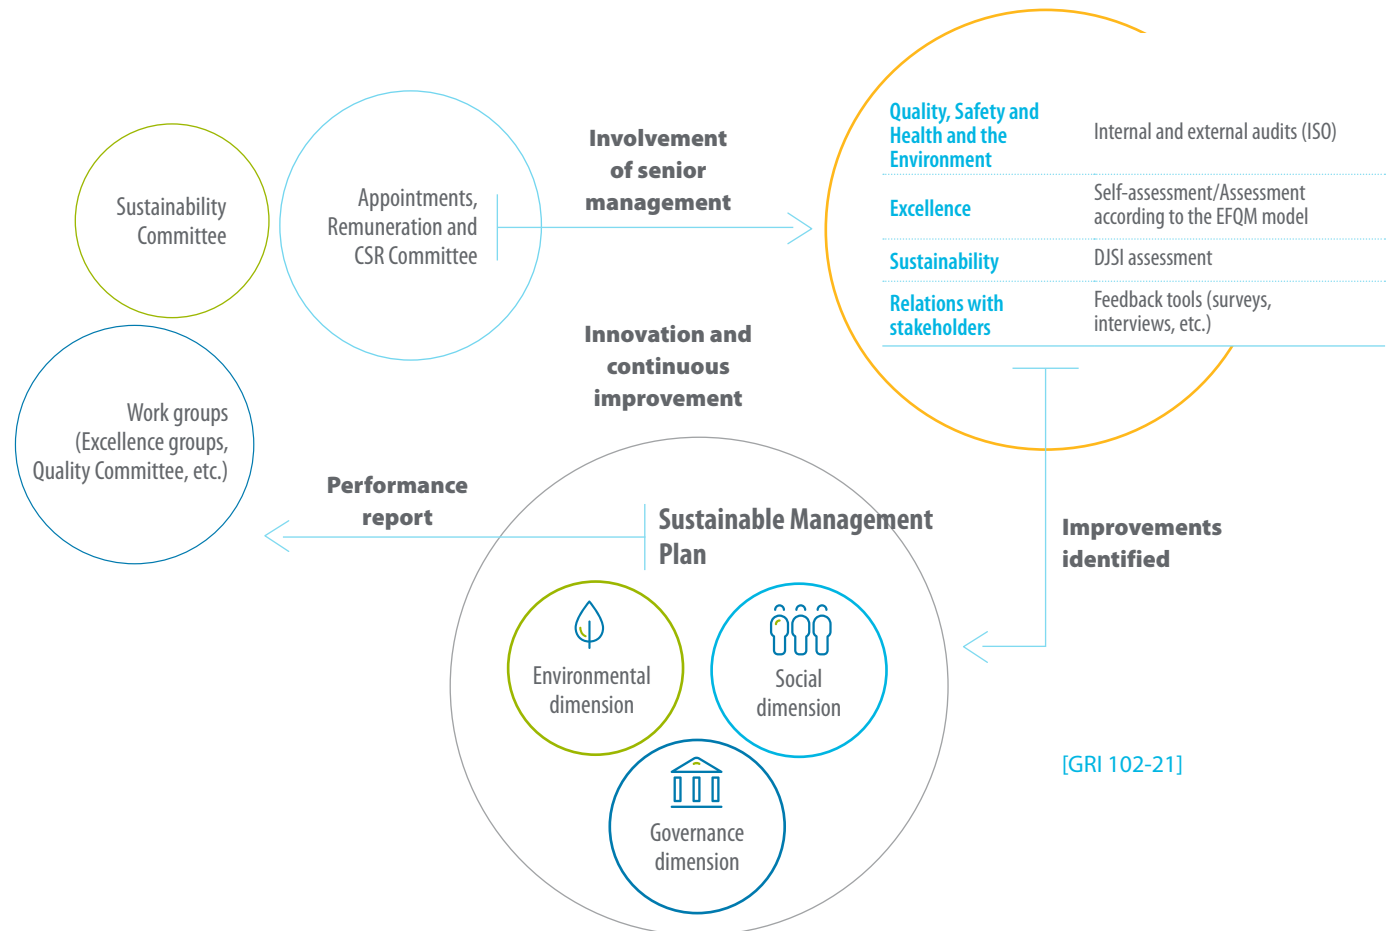 Sustainability
Committee
Appointments,
Remuneration and
CSR Committee
Work groups
(Excellence groups,
Quality Committee, etc.)
Involvement
of senior
management
Quality, Safety and
Health and the
Environment
Internal and external audits (ISO)
Excellence
Self-assessment/Assessment
according to the EFQM model
Sustainability
DJSI assessment
Relations with
stakeholders
Feedback tools (surveys,
interviews, etc.)
Innovation and
continuous
improvement
Performance
report
Sustainable Management
Plan
Improvements
identified
Environmental
dimension
Social
dimension
Governance
dimension
[GRI 102-21]